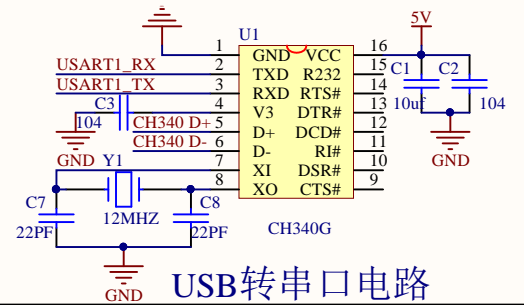 5V
U1
1 GND VCC 16
USART1_RX 2 TXD R232 15
USART1_TX 3 RXD RTS# 14
C3 104 4 V3 DTR# 13
CH340 D+ 5 D+ DCD# 12
CH340 D- 6 D- RI# 11
7 XI DSR# 10
8 XO CTS# 9
C1 C2
10uf 104
GND
GND Y1
C7 C8
12MHZ
22PF 22PF
CH340G
GND
USB转串口电路